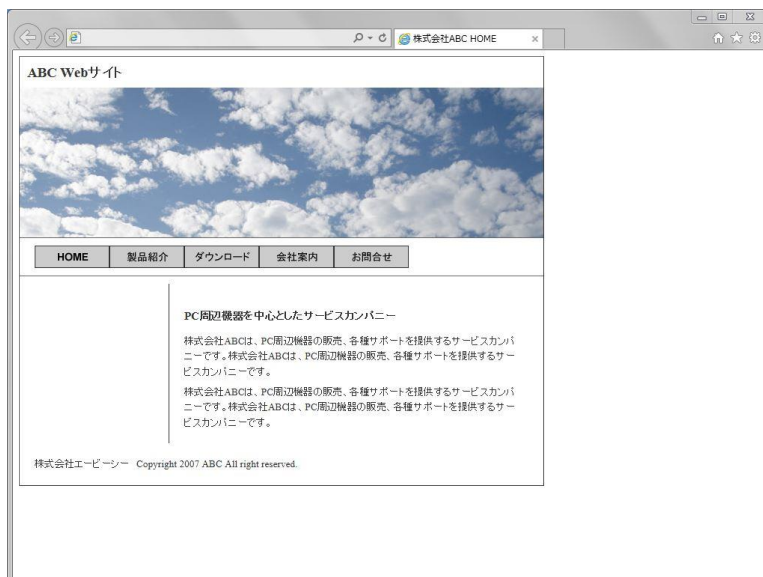 株式会社ABC HOME
ABC Webサイト
HOME 製品紹介 ダウンロード 会社案内 お問合せ
PC周辺機器を中心としたサービスカンパニー
株式会社ABCは、PC周辺機器の販売、各種サポートを提供するサービスカンパ
ニーです。株式会社ABCは、PC周辺機器の販売、各種サポートを提供するサー
ビスカンパニーです。
株式会社ABCは、PC周辺機器の販売、各種サポートを提供するサービスカンパ
ニーです。株式会社ABCは、PC周辺機器の販売、各種サポートを提供するサー
ビスカンパニーです。
株式会社エービーシー Copyright 2007 ABC All right reserved.